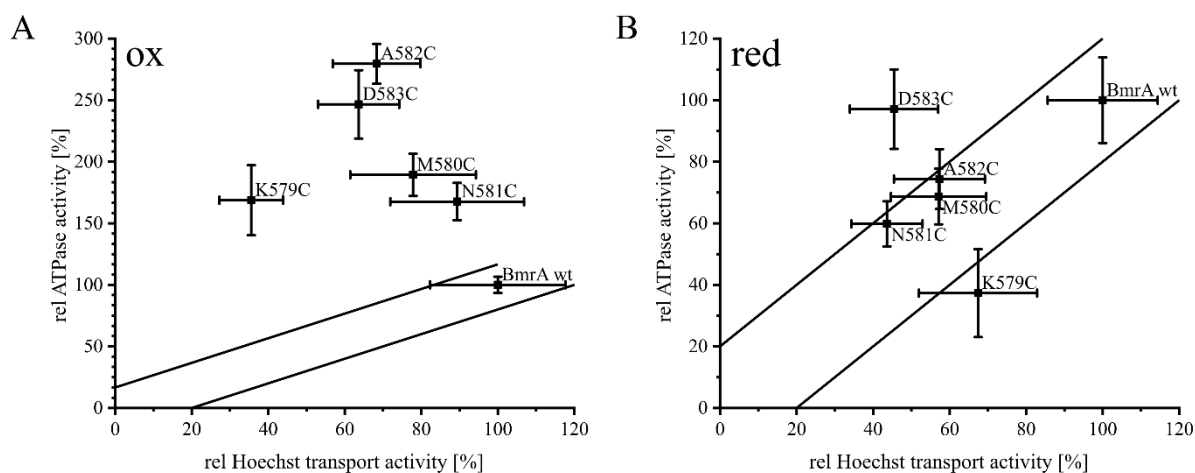 A
ox
rel ATPase activity [%]
300
250
200
150
100
50
0
A582C
D583C
M580C
K579C
N581C
BmrA wt
0 20 40 60 80 100 120
rel Hoechst transport activity [%]
B
red
rel ATPase activity [%]
120
100
80
60
40
20
0
D583C
BmrA wt
A582C
M580C
N581C
K579C
0 20 40 60 80 100 120
rel Hoechst transport activity [%]